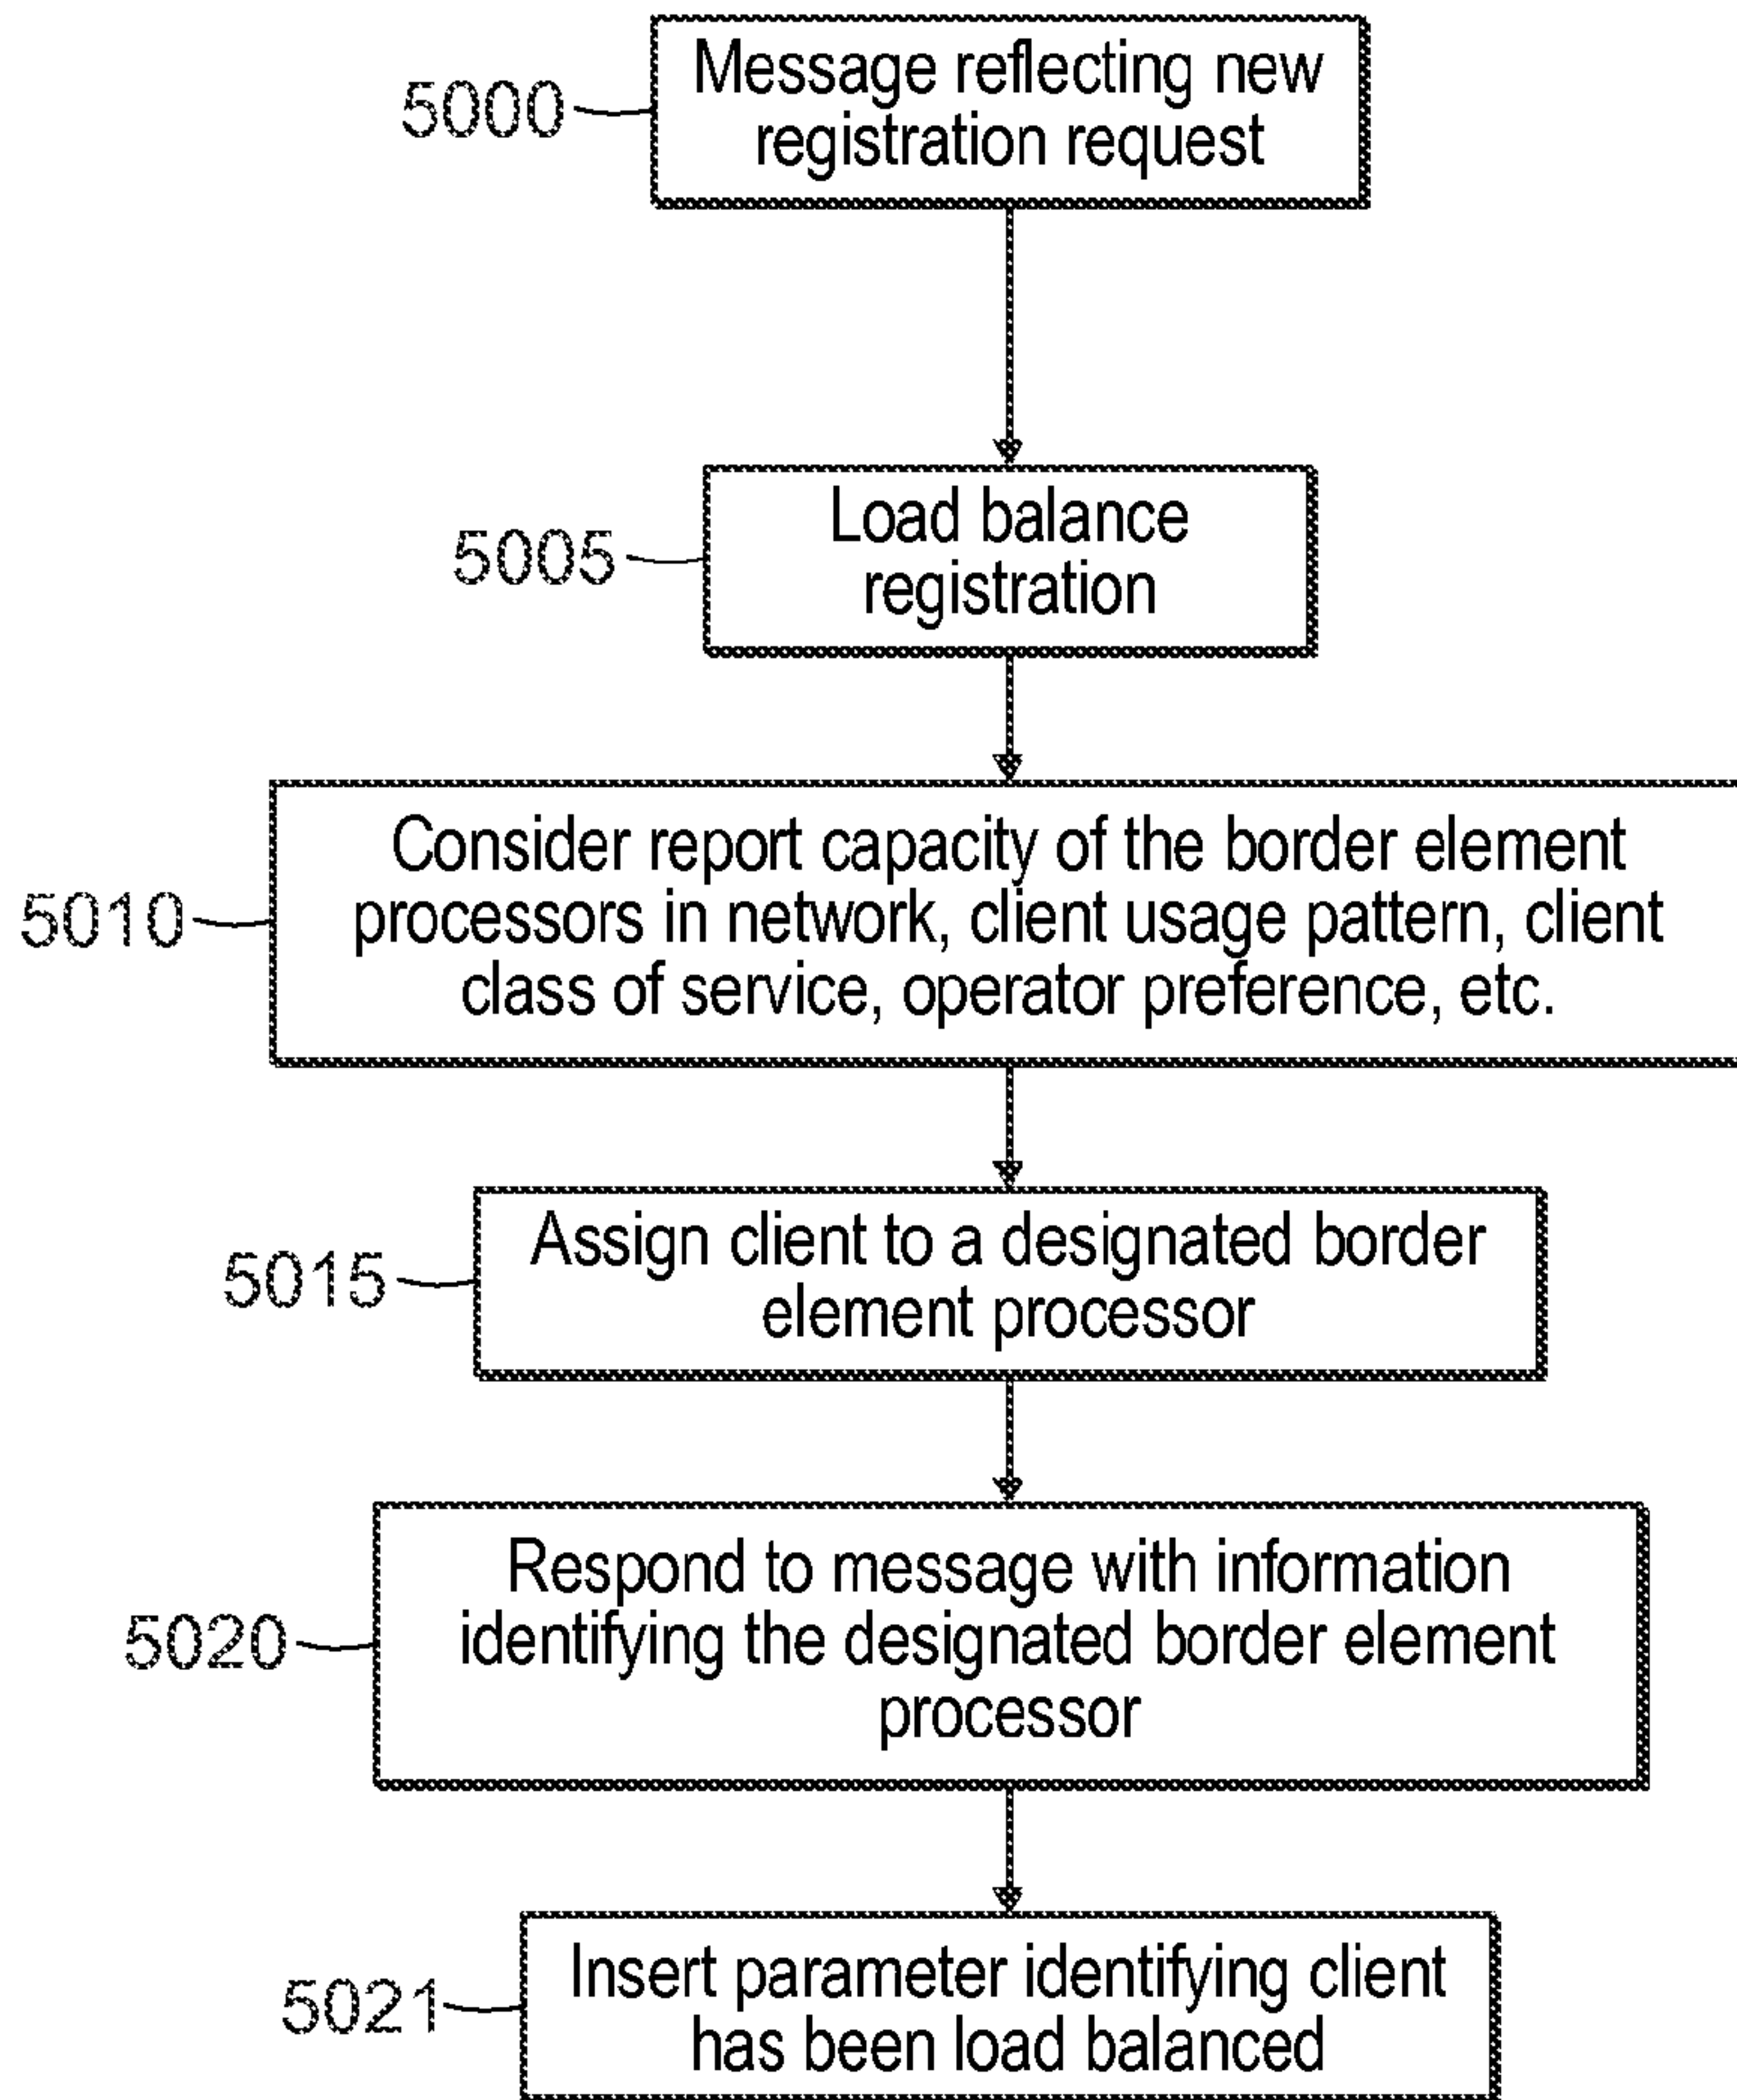 5000
Message reflecting new
registration request
5005
Load balance
registration
5010
Consider report capacity of the border element
processors in network, client usage pattern, client
class of service, operator preference, etc.
5015
Assign client to a designated border
element processor
5020
Respond to message with information
identifying the designated border element
processor
5021
Insert parameter identifying client
has been load balanced